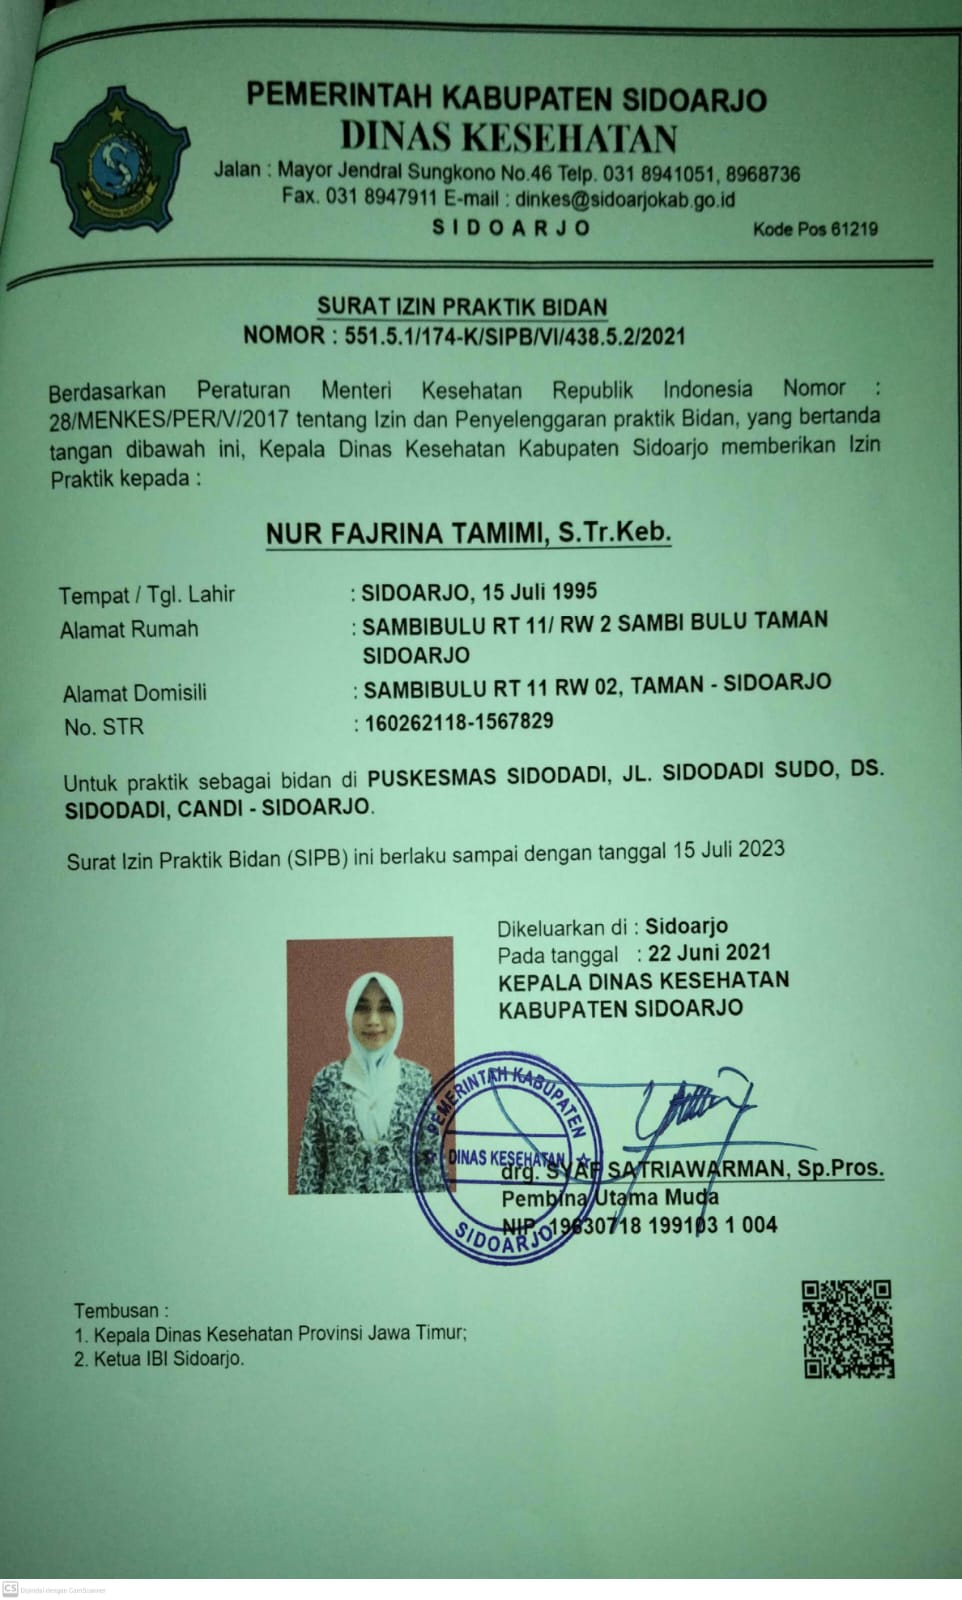 PEMERINTAH KABUPATEN SIDOARJO
DINAS KESEHATAN
Jalan : Mayor Jendral Sungkono No.46 Telp. 031 8941051, 8968736
Fax. 031 8947911 E-mail : dinkes@sidoarjokab.go.id
S I D O A R J O
Kode Pos 61219
SURAT IZIN PRAKTIK BIDAN
NOMOR : 551.5.1/174-K/SIPB/VI/438.5.2/2021
Berdasarkan Peraturan Menteri Kesehatan Republik Indonesia Nomor :
28/MENKES/PER/V/2017 tentang Izin dan Penyelenggaran praktik Bidan, yang bertanda
tangan dibawah ini, Kepala Dinas Kesehatan Kabupaten Sidoarjo memberikan Izin
Praktik kepada :
NUR FAJRINA TAMIMI, S.Tr.Keb.
Tempat / Tgl. Lahir : SIDOARJO, 15 Juli 1995
Alamat Rumah : SAMBIBULU RT 11/ RW 2 SAMBI BULU TAMAN
SIDOARJO
Alamat Domisili : SAMBIBULU RT 11 RW 02, TAMAN - SIDOARJO
No. STR : 160262118-1567829
Untuk praktik sebagai bidan di PUSKESMAS SIDODADI, JL. SIDODADI SUDO, DS.
SIDODADI, CANDI - SIDOARJO.
Surat Izin Praktik Bidan (SIPB) ini berlaku sampai dengan tanggal 15 Juli 2023
Dikeluarkan di : Sidoarjo
Pada tanggal : 22 Juni 2021
KEPALA DINAS KESEHATAN
KABUPATEN SIDOARJO
PEMERINTAH KABUPATEN
DINAS KESEHATAN
SIDOARJO
drg. SYAF SATRIAWARMAN, Sp.Pros.
Pembina Utama Muda
NIP. 19630718 199103 1 004
Tembusan :
1. Kepala Dinas Kesehatan Provinsi Jawa Timur;
2. Ketua IBI Sidoarjo.
CS Dipindai dengan CamScanner